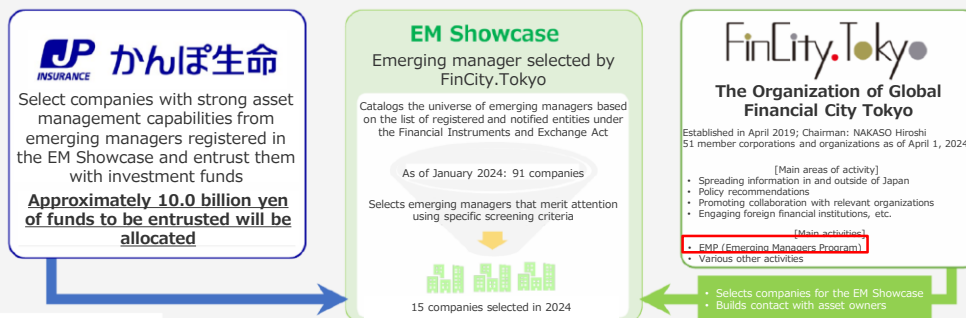 JP
INSURANCE
かんぽ生命
Select companies with strong asset
management capabilities from
emerging managers registered in
the EM Showcase and entrust them
with investment funds
Approximately 10.0 billion yen
of funds to be entrusted will be
allocated
EM Showcase
Emerging manager selected by
FinCity.Tokyo
Catalogs the universe of emerging managers based
on the list of registered and notified entities under
the Financial Instruments and Exchange Act
As of January 2024: 91 companies
Selects emerging managers that merit attention
using specific screening criteria
15 companies selected in 2024
FinCity.Tokyo
The Organization of Global
Financial City Tokyo
Established in April 2019; Chairman: NAKASO Hiroshi
51 member corporations and organizations as of April 1, 2024
[Main areas of activity]
• Spreading information in and outside of Japan
• Policy recommendations
• Promoting collaboration with relevant organizations
• Engaging foreign financial institutions, etc.
[Main activities]
• EMP (Emerging Managers Program)
• Various other activities
• Selects companies for the EM Showcase
• Builds contact with asset owners